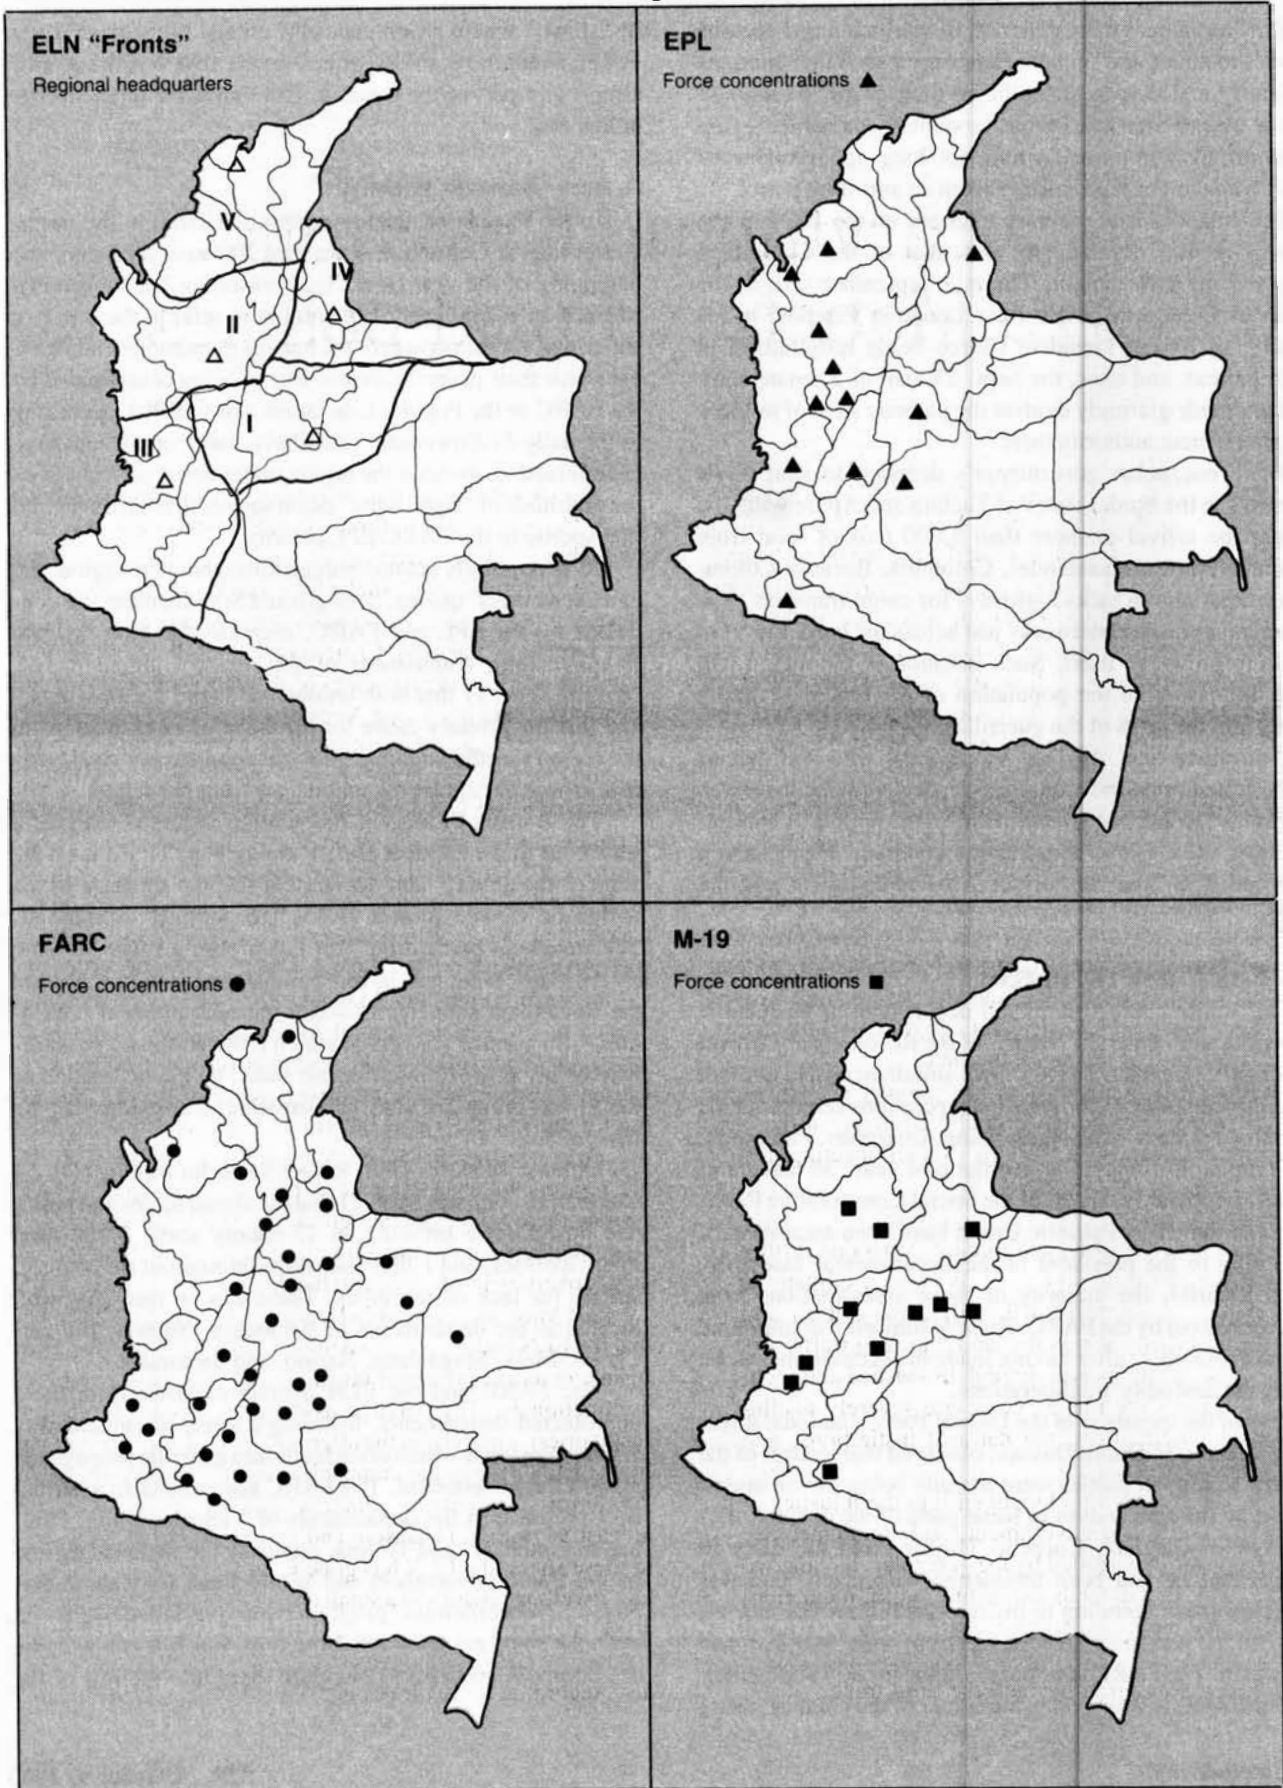 ELN “Fronts”
Regional headquarters
V
IV
II
I
III
EPL
Force concentrations ▲
FARC
Force concentrations ●
M-19
Force concentrations ■